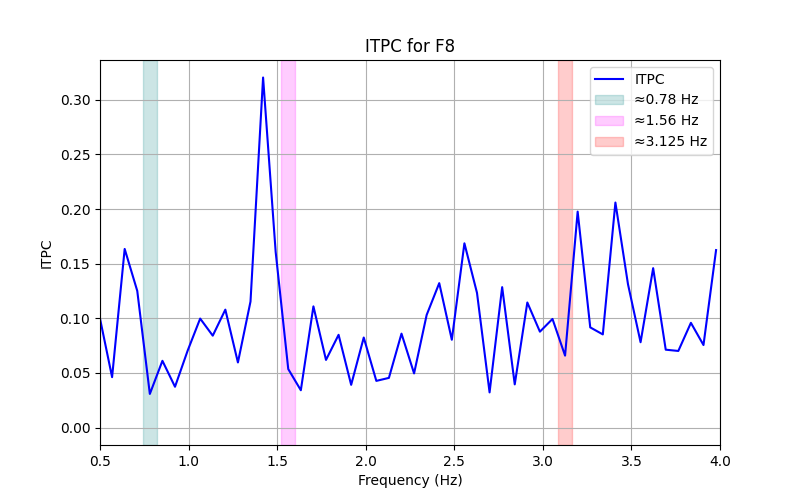 ITPC for F8
ITPC
≈0.78 Hz
≈1.56 Hz
≈3.125 Hz
0.30
0.25
0.20
0.15
0.10
0.05
0.00
ITPC
0.5 1.0 1.5 2.0 2.5 3.0 3.5 4.0
Frequency (Hz)